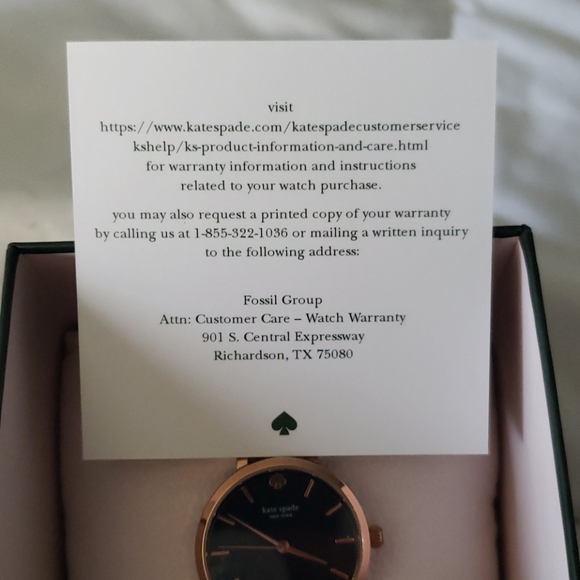 visit
https://www.katespade.com/katespadecustomerservice
kshelp/ks-product-information-and-care.html
for warranty information and instructions
related to your watch purchase.
you may also request a printed copy of your warranty
by calling us at 1-855-322-1036 or mailing a written inquiry
to the following address:
Fossil Group
Attn: Customer Care – Watch Warranty
901 S. Central Expressway
Richardson, TX 75080
kate spade
NEW YORK